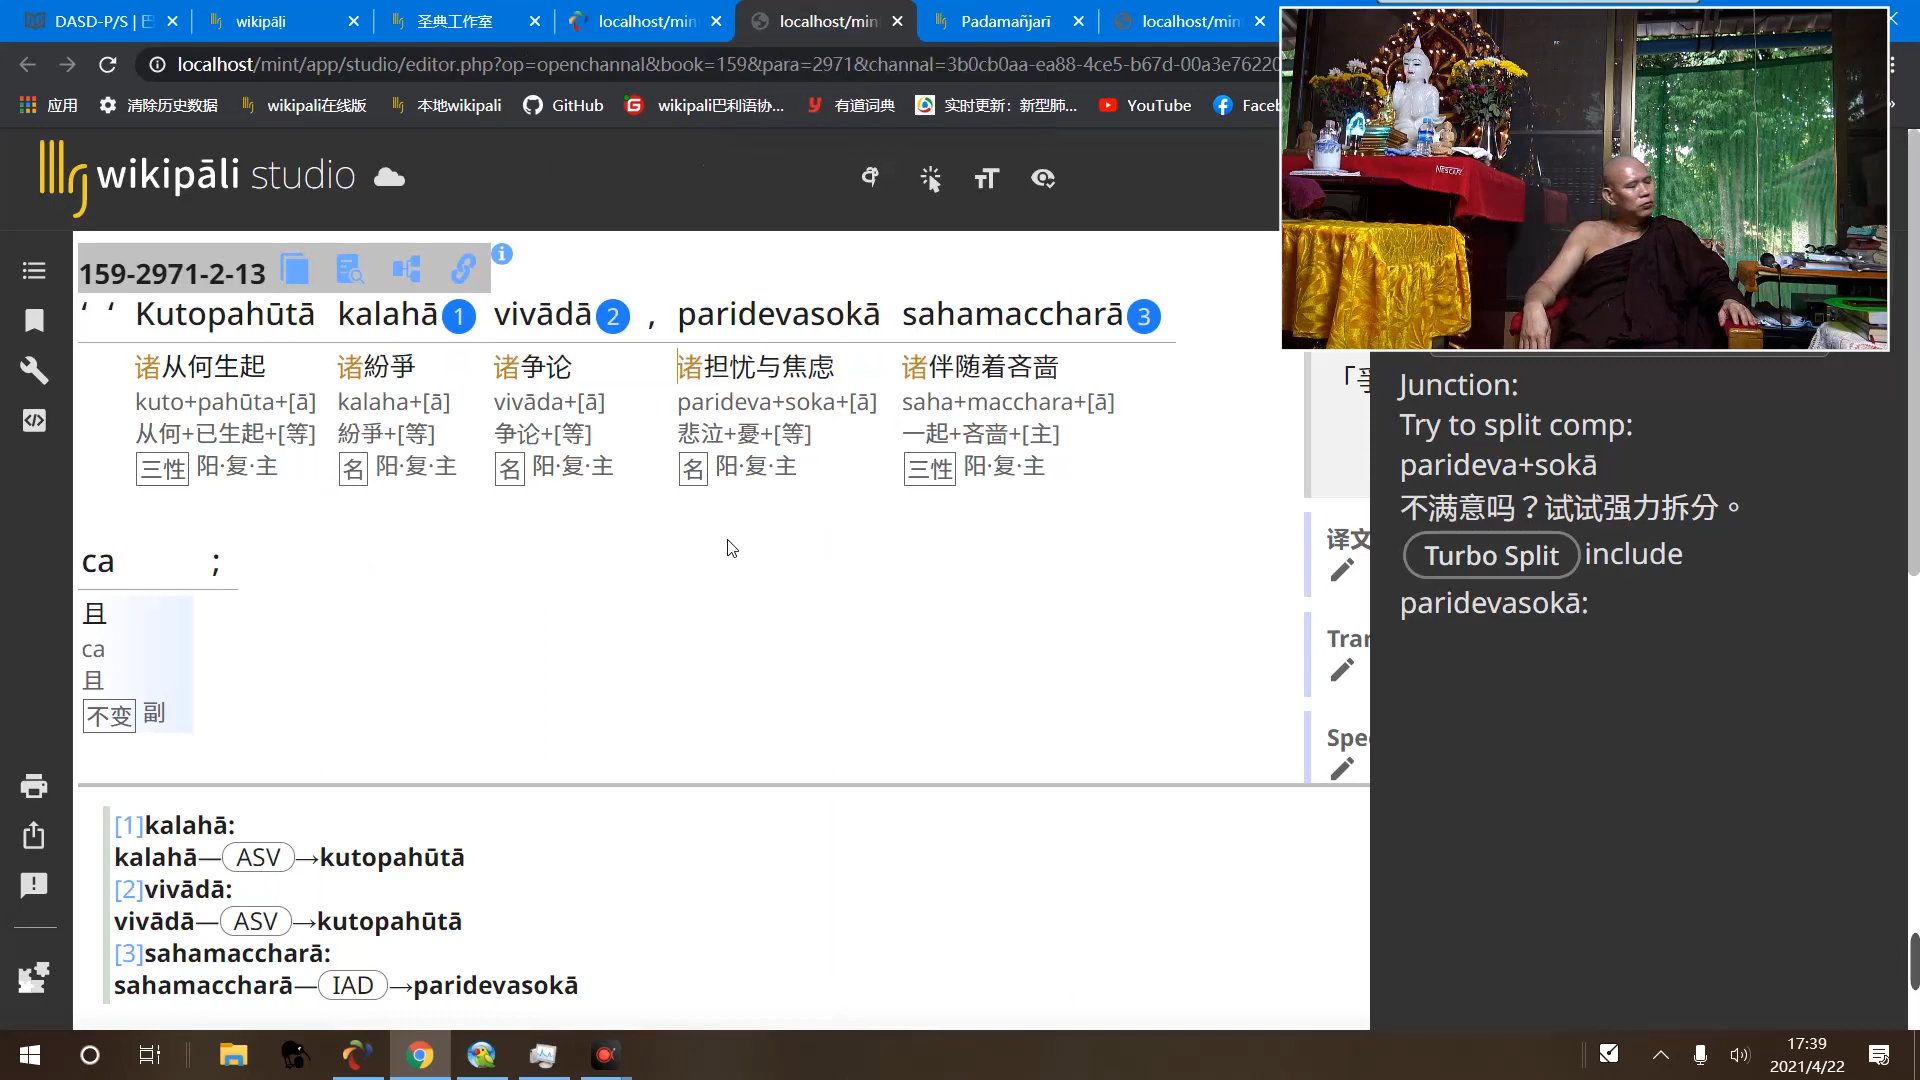 DASD-P/S | 巴
wikipāli
圣典工作室
localhost/min
localhost/min
Padamañjarī
localhost/min
localhost/mint/app/studio/editor.php?op=openchannal&book=159&para=2971&channal=3b0cb0aa-ea88-4ce5-b67d-00a3e76220
应用
清除历史数据
wikipali在线版
本地wikipali
GitHub
wikipali巴利语协...
有道词典
实时更新：新型肺...
YouTube
Faceb
wikipāli studio
NESCAFÉ
159-2971-2-13
‘ ‘ Kutopahūtā kalahā 1 vivādā 2 , paridevasokā sahamaccharā 3
诸从何生起 诸紛爭 诸争论 诸担忧与焦虑 诸伴随着吝啬
kuto+pahūta+[ā] kalaha+[ā] vivāda+[ā] parideva+soka+[ā] saha+macchara+[ā]
从何+已生起+[等] 紛爭+[等] 争论+[等] 悲泣+憂+[等] 一起+吝啬+[主]
三性 阳·复·主 名 阳·复·主 名 阳·复·主 名 阳·复·主 三性 阳·复·主
ca ;
且
ca
且
不变 副
[1]kalahā:
kalahā—ASV→kutopahūtā
[2]vivādā:
vivādā—ASV→kutopahūtā
[3]sahamaccharā:
sahamaccharā—IAD→paridevasokā
译文
Tran
Spe
Junction:
Try to split comp:
parideva+sokā
不满意吗？试试强力拆分。
Turbo Split include
paridevasokā:
17:39
2021/4/22